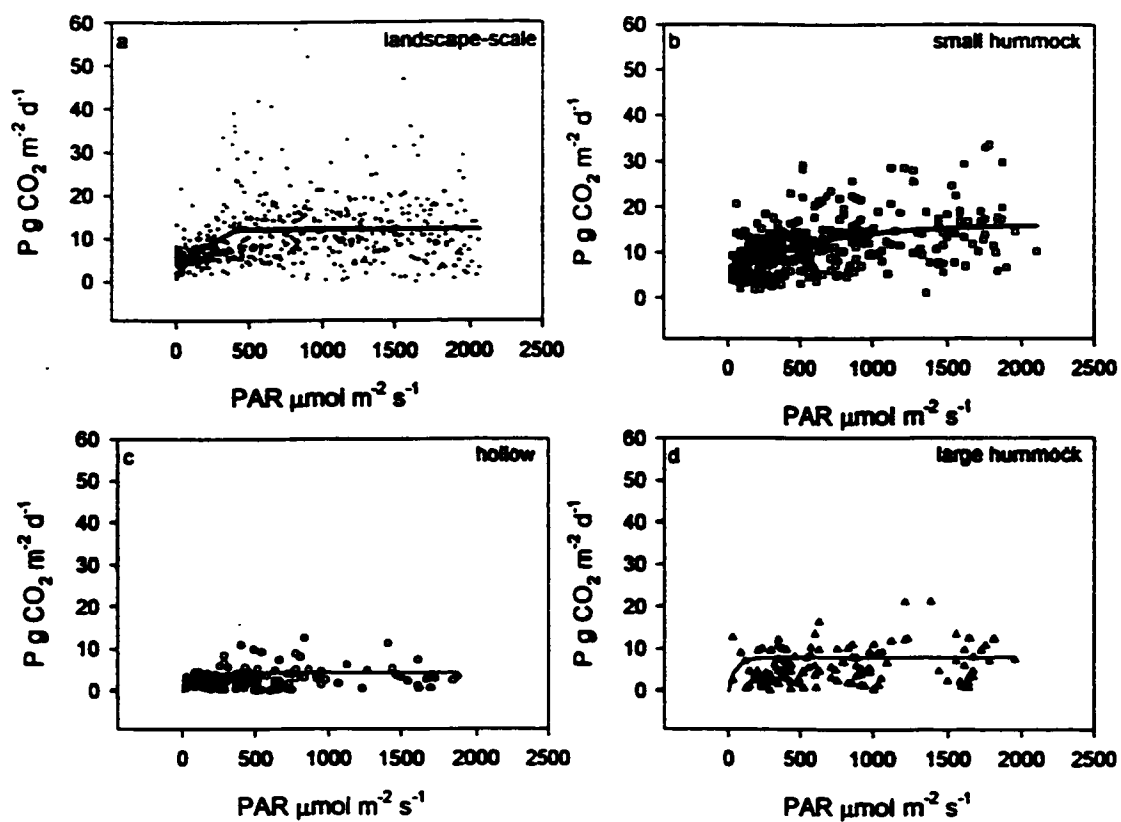 a landscape-scale
60
50
40
30
20
10
0
P g CO2 m-2 d-1
0 500 1000 1500 2000 2500
PAR μmol m-2 s-1
b small hummock
60
50
40
30
20
10
0
P g CO2 m-2 d-1
0 500 1000 1500 2000 2500
PAR μmol m-2 s-1
c hollow
60
50
40
30
20
10
0
P g CO2 m-2 d-1
0 500 1000 1500 2000 2500
PAR μmol m-2 s-1
d large hummock
60
50
40
30
20
10
0
P g CO2 m-2 d-1
0 500 1000 1500 2000 2500
PAR μmol m-2 s-1